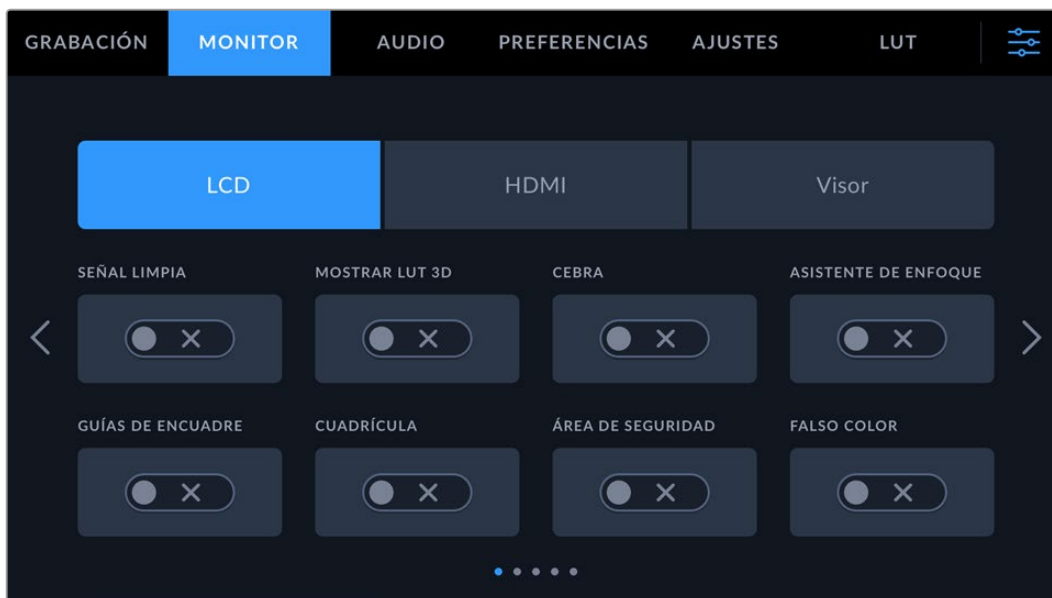 GRABACIÓN MONITOR AUDIO PREFERENCIAS AJUSTES LUT
LCD HDMI Visor
SEÑAL LIMPIA MOSTRAR LUT 3D CEBRA ASISTENTE DE ENFOQUE
GUÍAS DE ENCUADRE CUADRÍCULA ÁREA DE SEGURIDAD FALSO COLOR